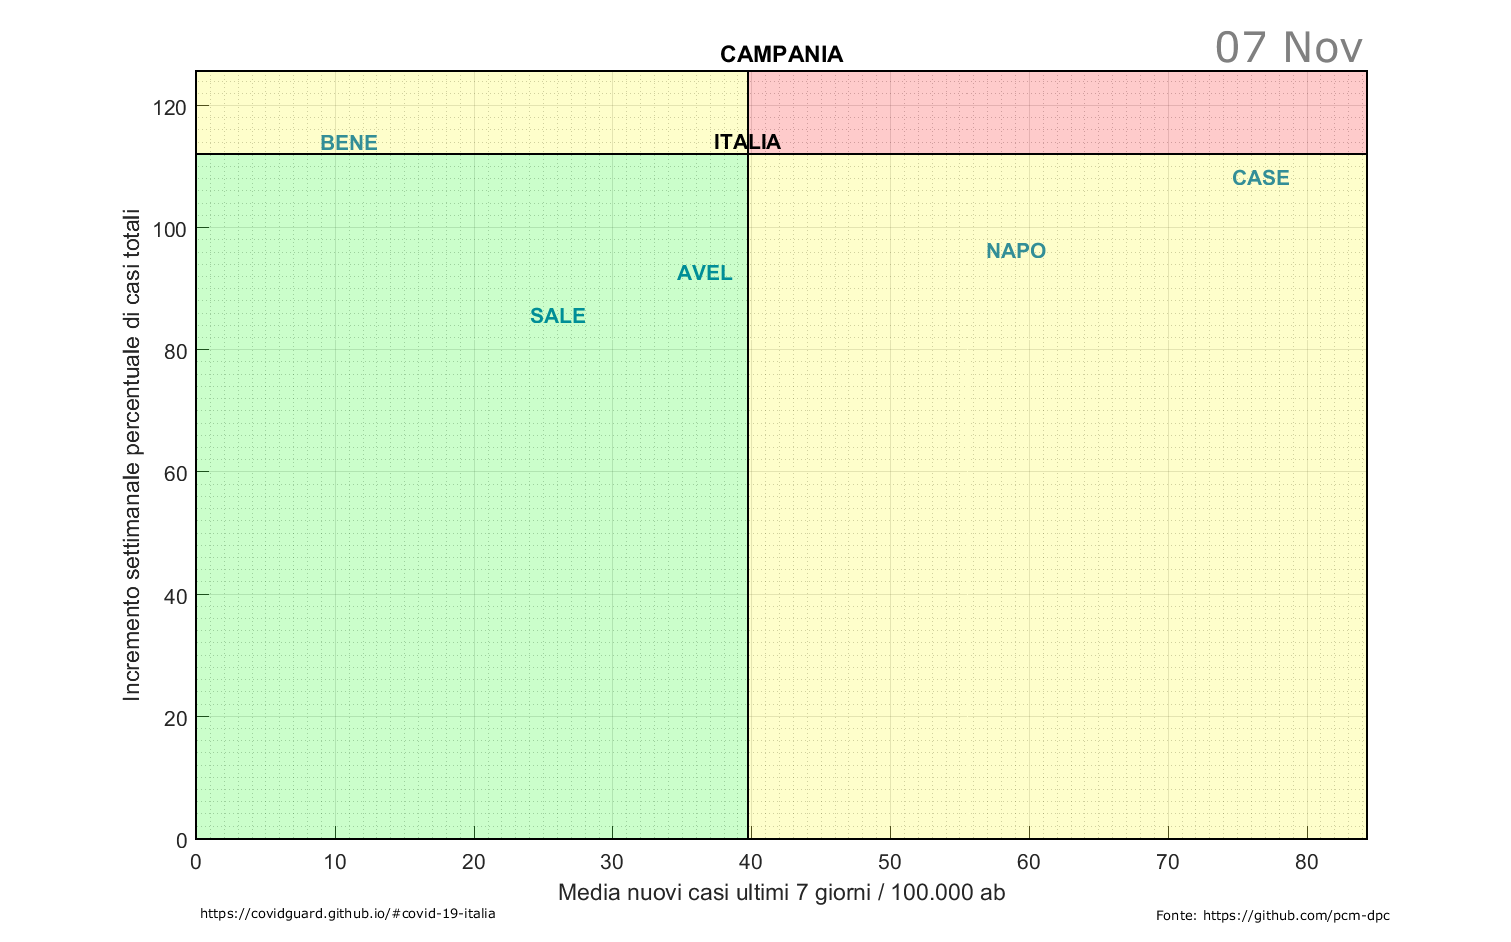 07 Nov
CAMPANIA
120
BENE
ITALIA
CASE
100
NAPO
AVEL
SALE
80
60
40
20
0
Incremento settimanale percentuale di casi totali
0 10 20 30 40 50 60 70 80
Media nuovi casi ultimi 7 giorni / 100.000 ab
https://covidguard.github.io/#covid-19-italia
Fonte: https://github.com/pcm-dpc